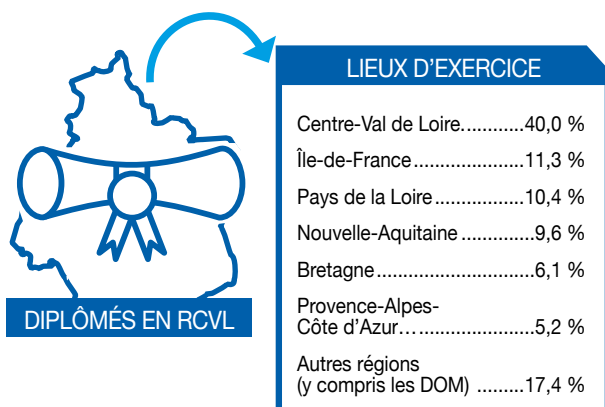 LIEUX D'EXERCICE
Centre-Val de Loire............40,0 %
Île-de-France..................11,3 %
Pays de la Loire...............10,4 %
Nouvelle-Aquitaine.............9,6 %
Bretagne.......................6,1 %
Provence-Alpes-
Côte d'Azur.......................5,2 %
Autres régions
(y compris les DOM) .........17,4 %
DIPLÔMÉS EN RCVL